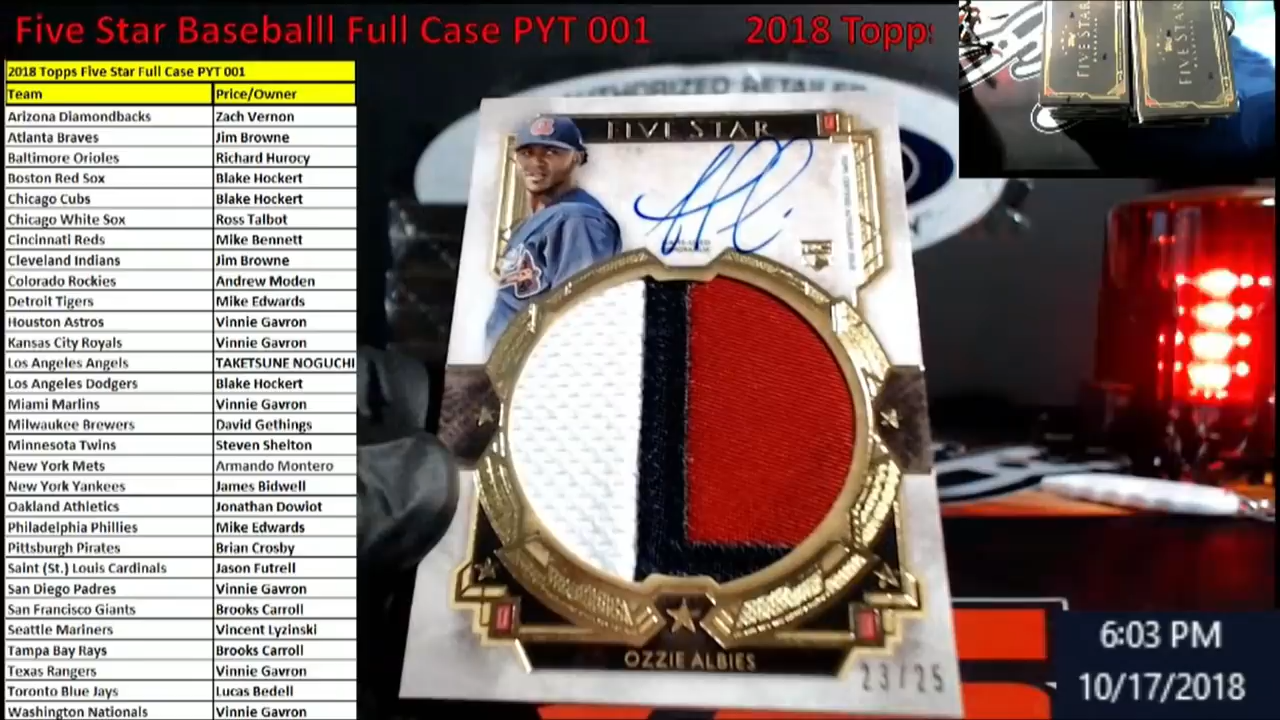 Five Star Baseballl Full Case PYT 001 2018 Topps
2018 Topps Five Star Full Case PYT 001
Team Price/Owner
Arizona Diamondbacks Zach Vernon
Atlanta Braves Jim Browne
Baltimore Orioles Richard Hurocy
Boston Red Sox Blake Hockert
Chicago Cubs Blake Hockert
Chicago White Sox Ross Talbot
Cincinnati Reds Mike Bennett
Cleveland Indians Jim Browne
Colorado Rockies Andrew Moden
Detroit Tigers Mike Edwards
Houston Astros Vinnie Gavron
Kansas City Royals Vinnie Gavron
Los Angeles Angels TAKETSUNE NOGUCHI
Los Angeles Dodgers Blake Hockert
Miami Marlins Vinnie Gavron
Milwaukee Brewers David Gethings
Minnesota Twins Steven Shelton
New York Mets Armando Montero
New York Yankees James Bidwell
Oakland Athletics Jonathan Dowiot
Philadelphia Phillies Mike Edwards
Pittsburgh Pirates Brian Crosby
Saint (St.) Louis Cardinals Jason Futrell
San Diego Padres Vinnie Gavron
San Francisco Giants Brooks Carroll
Seattle Mariners Vincent Lyzinski
Tampa Bay Rays Brooks Carroll
Texas Rangers Vinnie Gavron
Toronto Blue Jays Lucas Bedell
Washington Nationals Vinnie Gavron
AUTHORIZED RETAILER
FIVE STAR
RC
OZZIE ALBIES
23/25
FIVE STAR
FIVE STAR
6:03 PM
10/17/2018